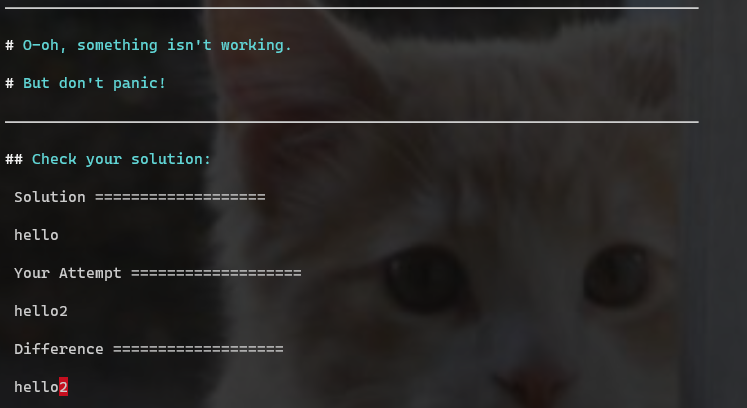 # O-oh, something isn't working.
# But don't panic!
## Check your solution:
Solution ===================
hello
Your Attempt ===================
hello2
Difference ===================
hello2